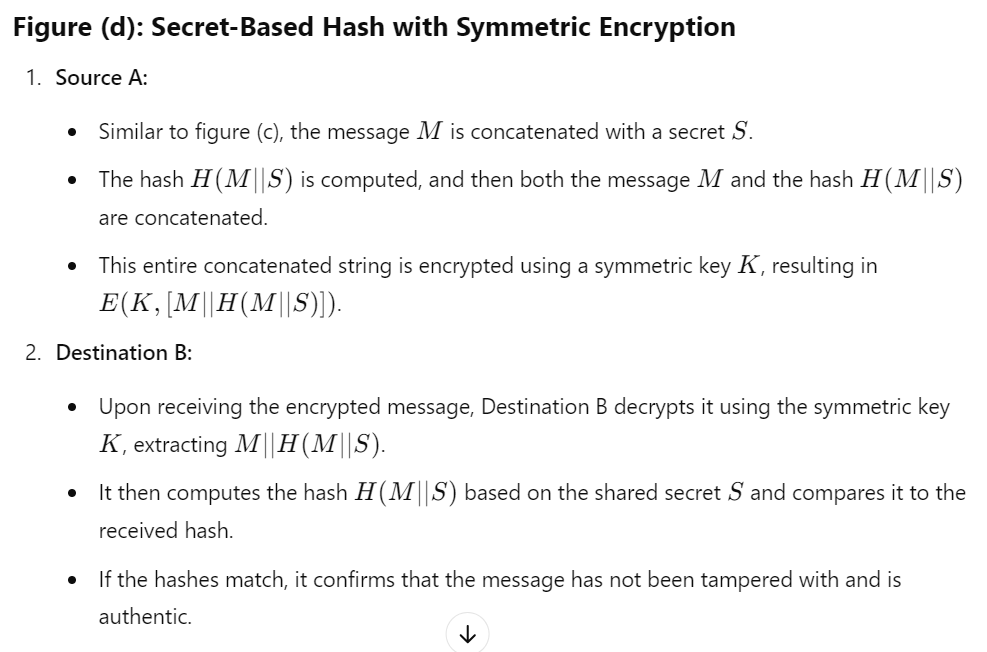 Figure (d): Secret-Based Hash with Symmetric Encryption
1. Source A:
• Similar to figure (c), the message M is concatenated with a secret S.
• The hash H(M||S) is computed, and then both the message M and the hash H(M||S)
are concatenated.
• This entire concatenated string is encrypted using a symmetric key K, resulting in
E(K, [M||H(M||S)]).
2. Destination B:
• Upon receiving the encrypted message, Destination B decrypts it using the symmetric key
K, extracting M||H(M||S).
• It then computes the hash H(M||S) based on the shared secret S and compares it to the
received hash.
• If the hashes match, it confirms that the message has not been tampered with and is
authentic.